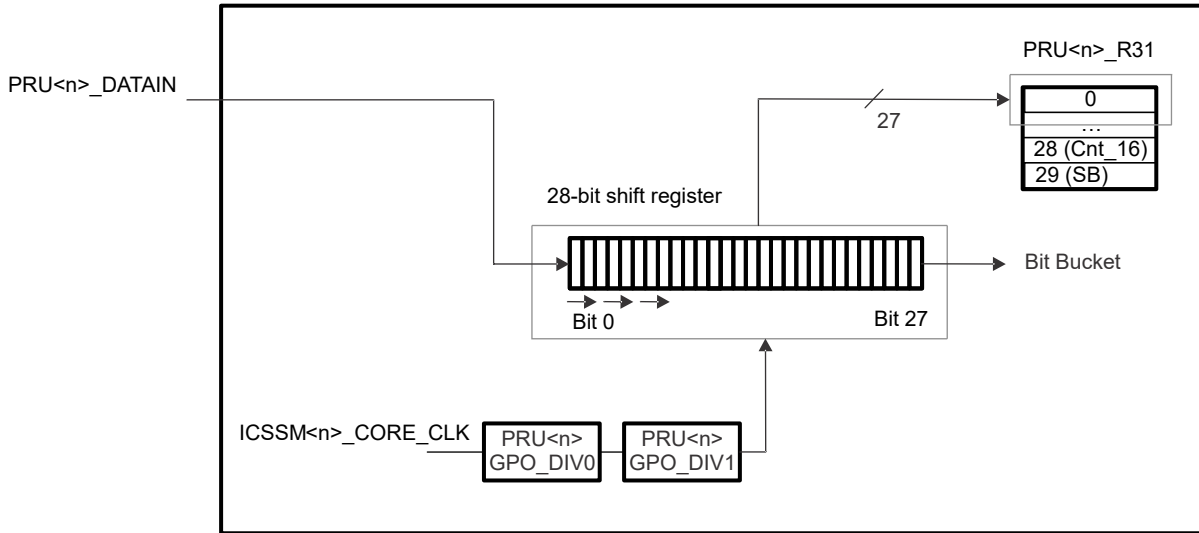 PRU<n>_R31
PRU<n>_DATAIN
0
27
...
28 (Cnt_16)
29 (SB)
28-bit shift register
Bit Bucket
Bit 0
Bit 27
ICSSM<n>_CORE_CLK
PRU<n>
GPO_DIV0
PRU<n>
GPO_DIV1